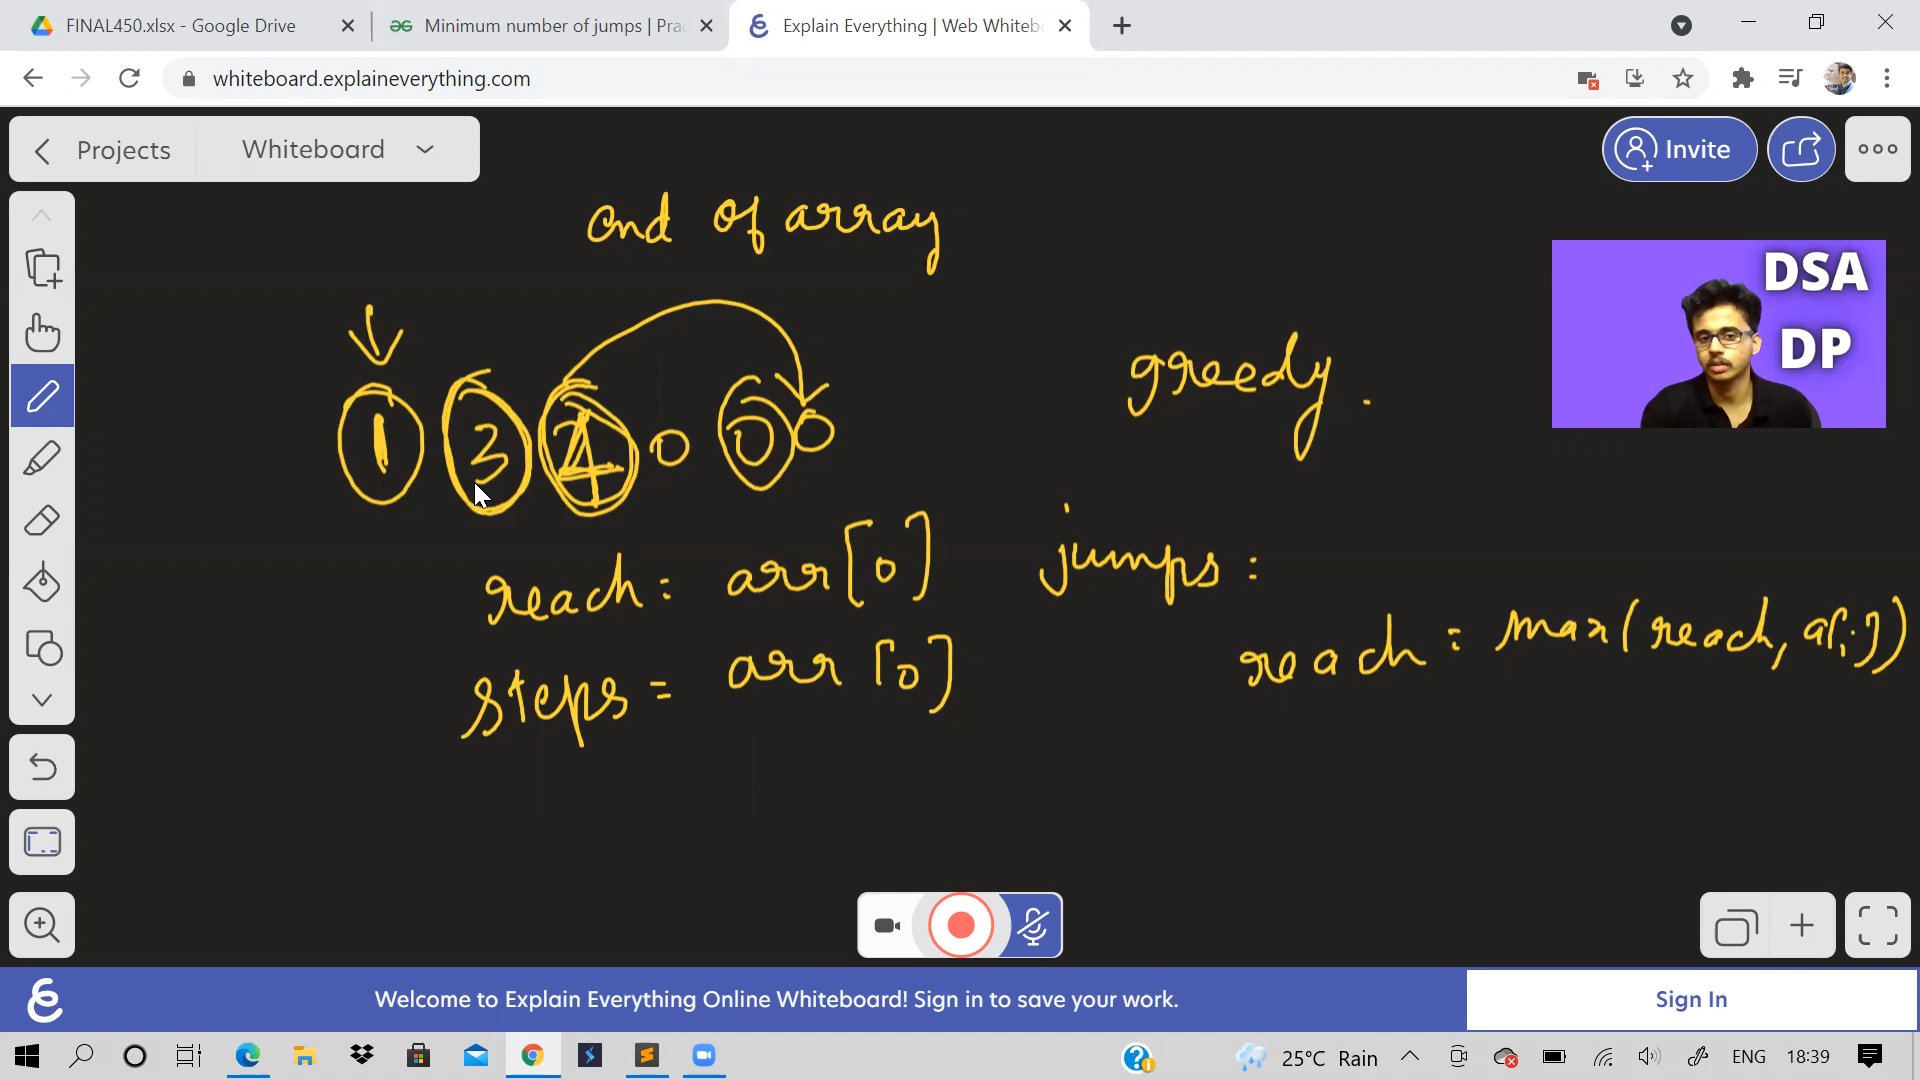 FINAL450.xlsx - Google Drive
Minimum number of jumps | Prac
Explain Everything | Web Whitebo
whiteboard.explaineverything.com
Projects
Whiteboard
Invite
end of array
DSA
DP
greedy.
1 3 4 0 0 0
reach: arr[0]
jumps:
steps = arr[0]
reach = max(reach, a[i])
Welcome to Explain Everything Online Whiteboard! Sign in to save your work.
Sign In
25°C Rain
ENG
18:39